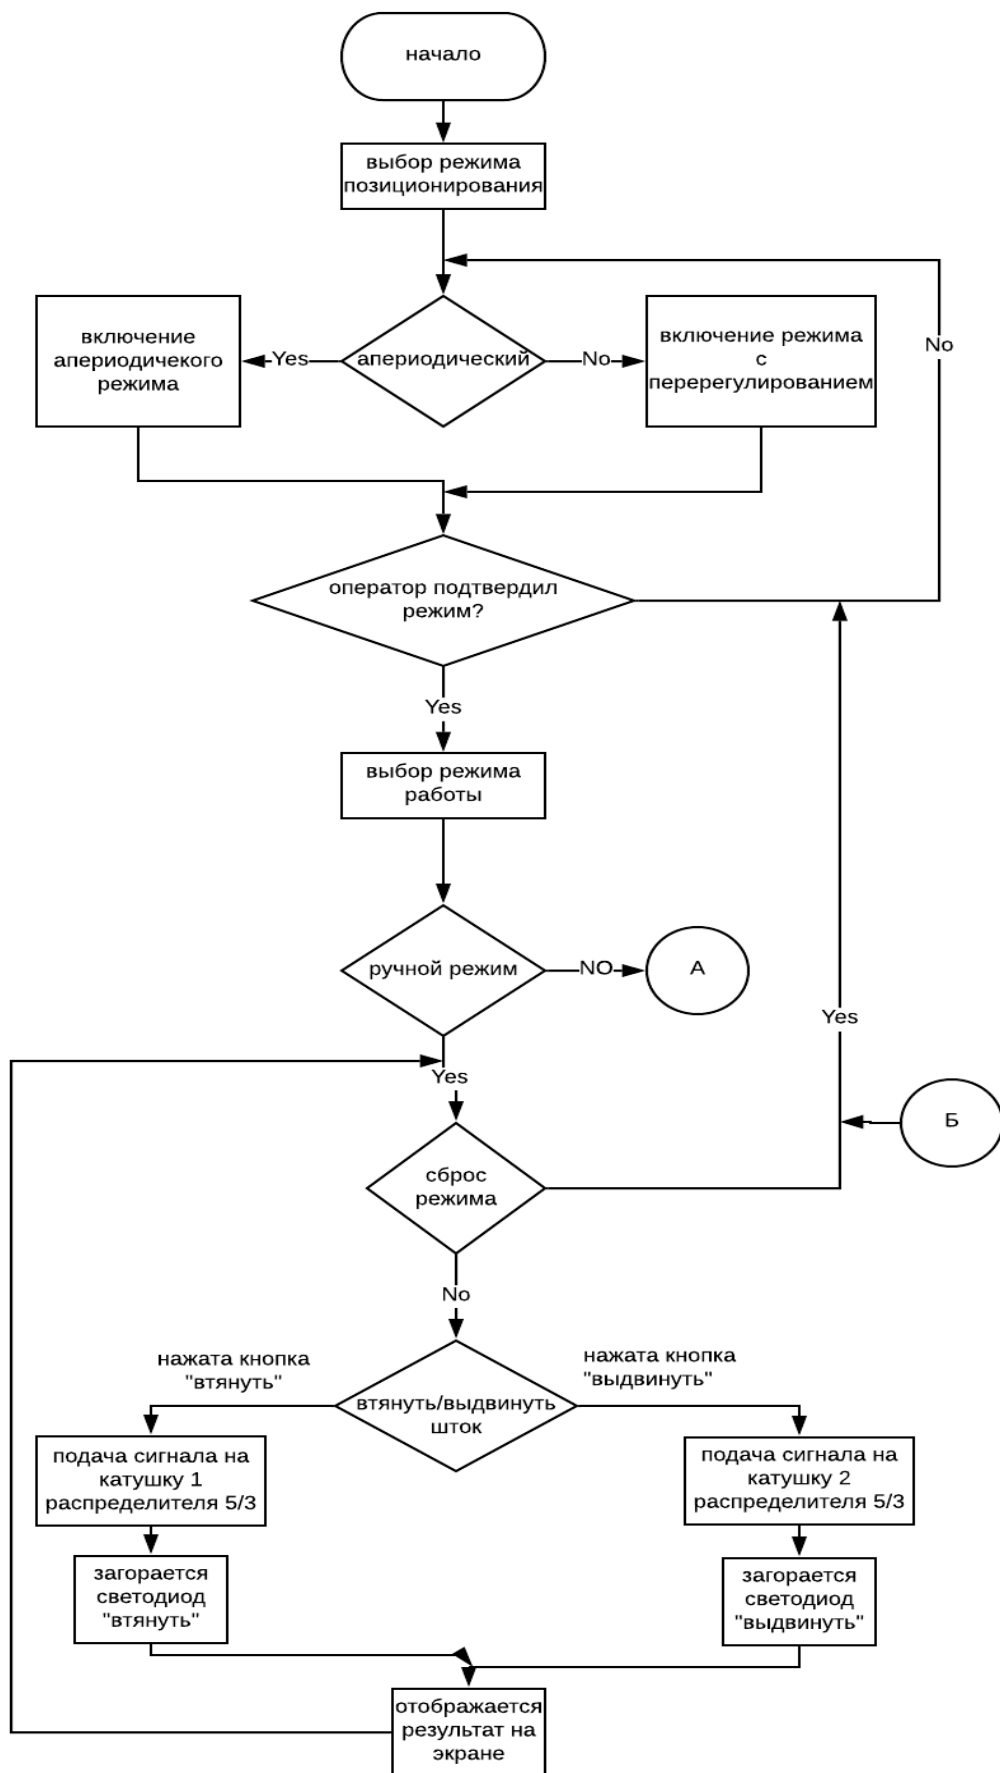 начало
выбор режима
позиционирования
включение
апериодичекого
режима
Yes
апериодический
No
включение режима
с
перерегулированием
No
оператор подтвердил
режим?
Yes
выбор режима
работы
ручной режим
NO
А
Yes
Yes
Б
сброс
режима
No
нажата кнопка
"втянуть"
втянуть/выдвинуть
шток
нажата кнопка
"выдвинуть"
подача сигнала на
катушку 1
распределителя 5/3
подача сигнала на
катушку 2
распределителя 5/3
загорается
светодиод
"втянуть"
загорается
светодиод
"выдвинуть"
отображается
результат на
экране